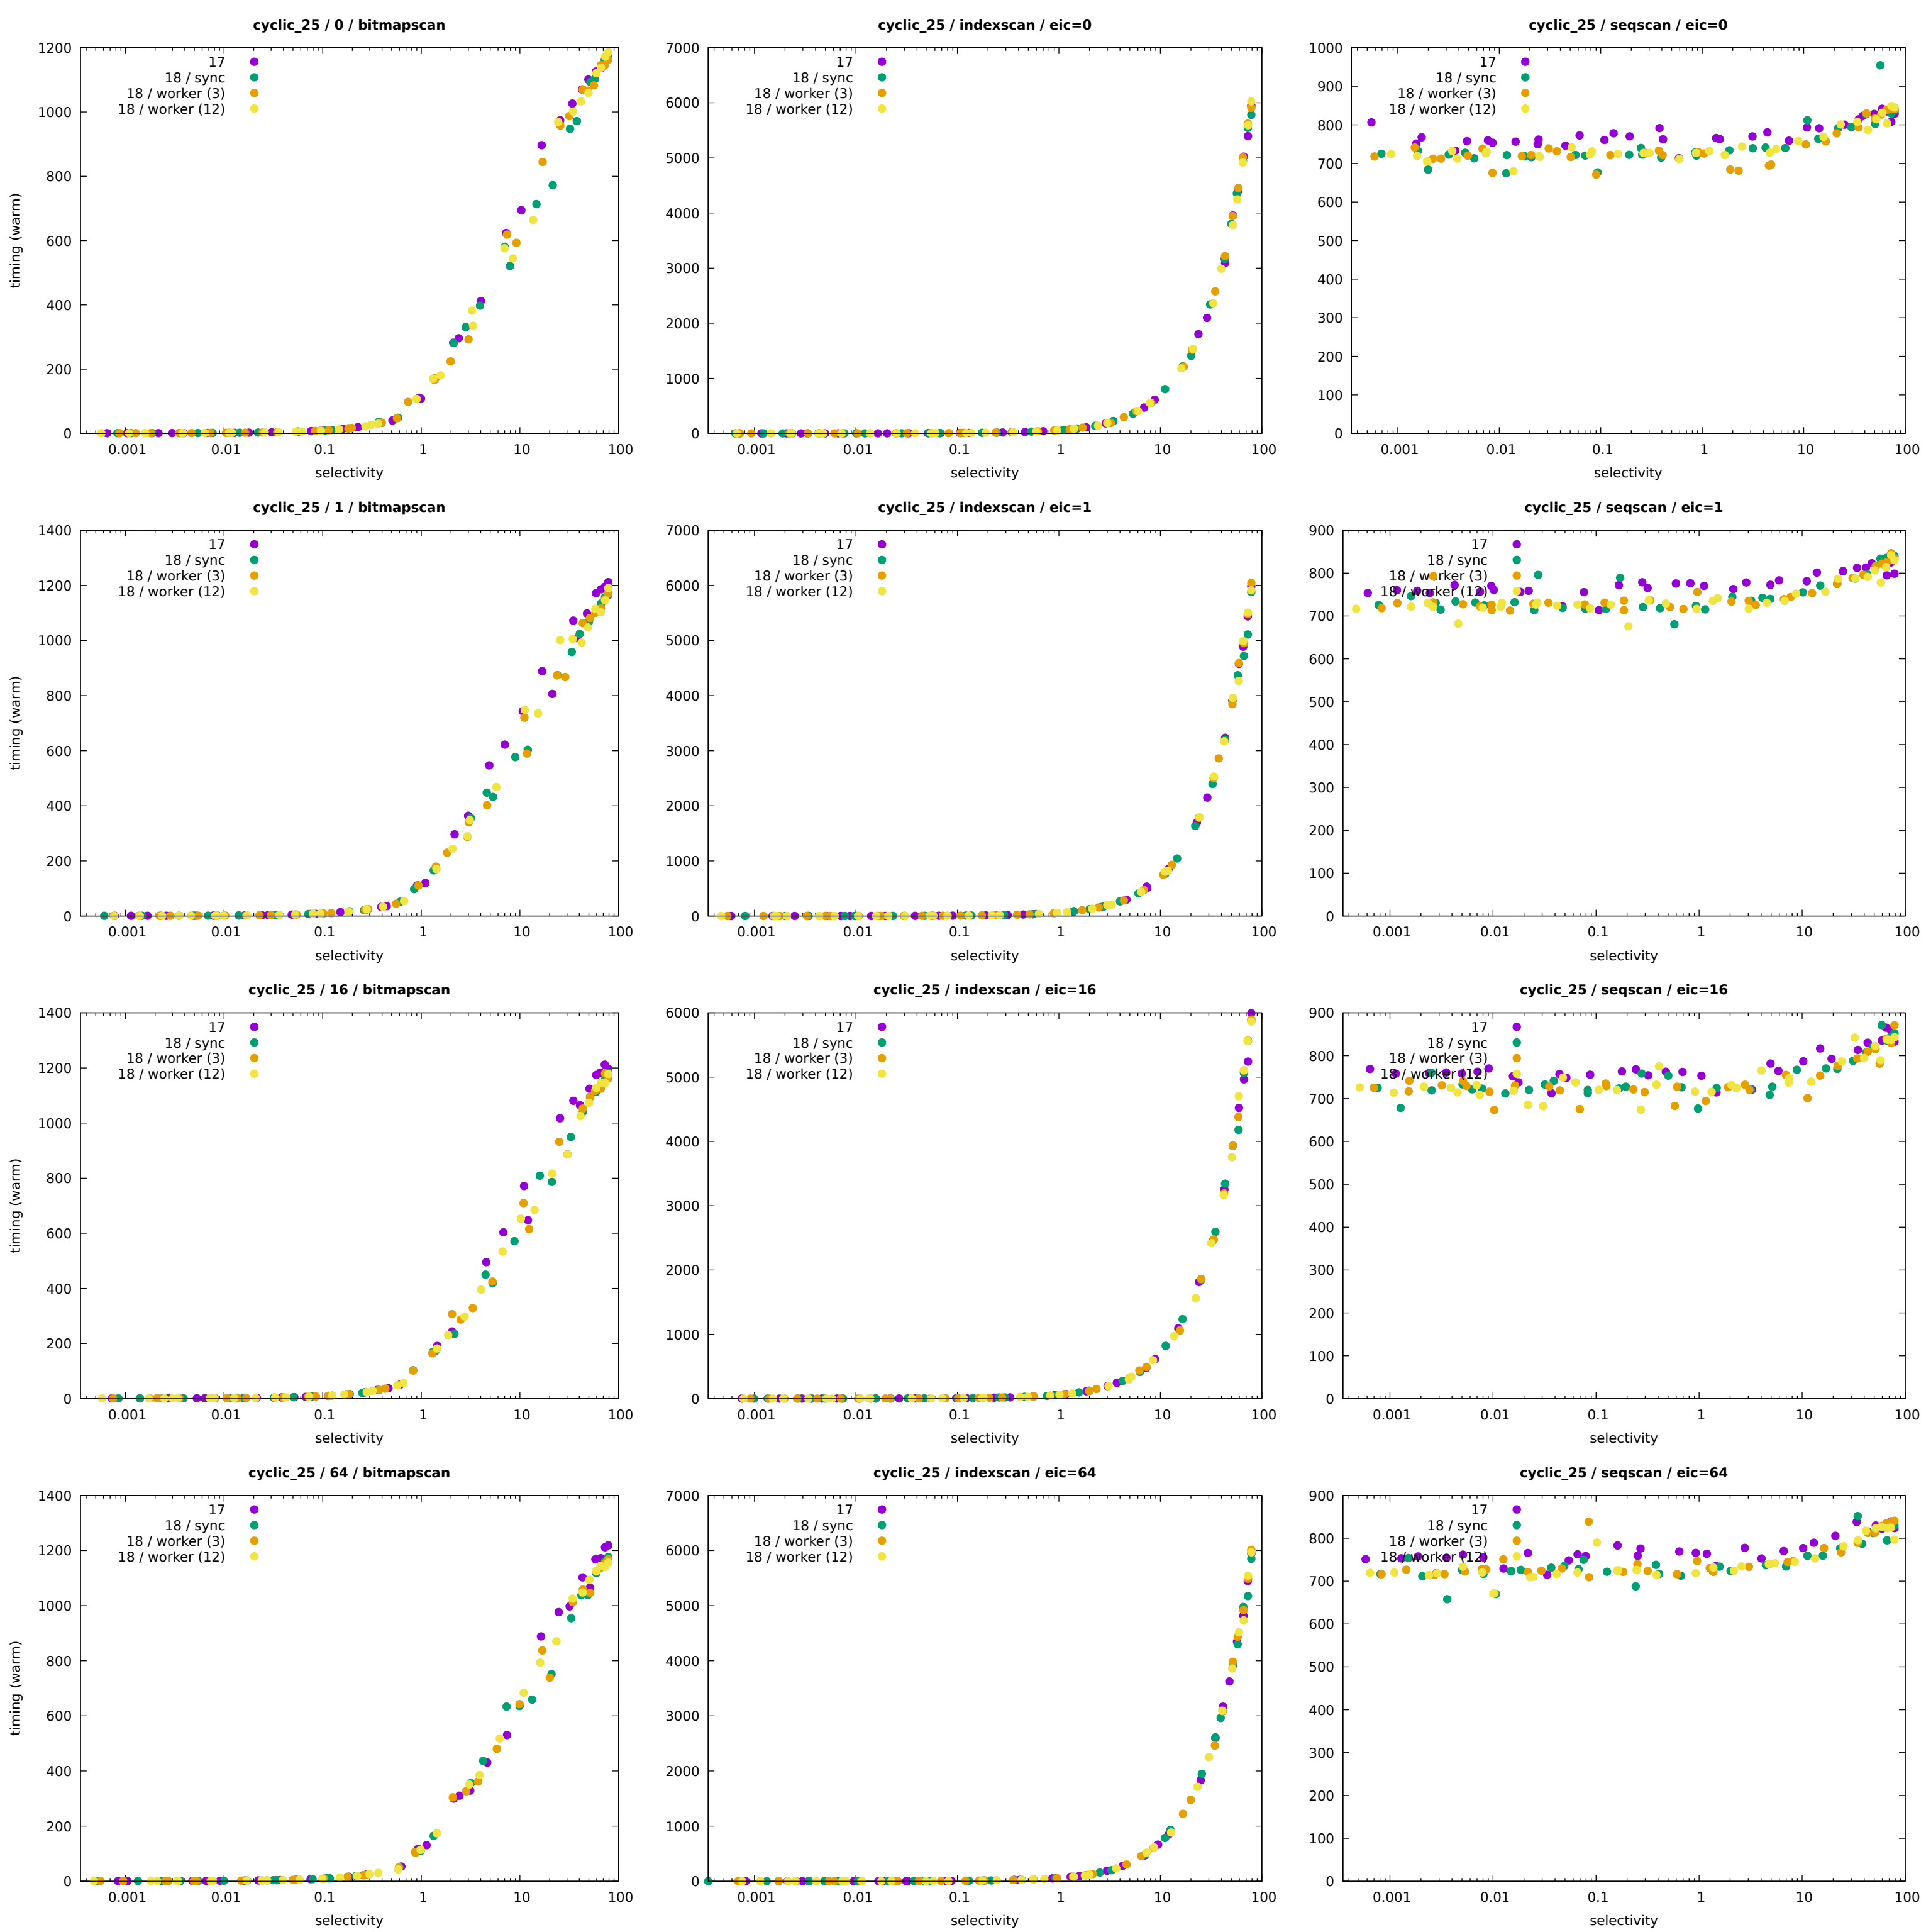 cyclic_25 / 0 / bitmapscan
1200
1000
800
600
400
200
0
timing (warm)
17
18 / sync
18 / worker (3)
18 / worker (12)
0.001
0.01
0.1
1
10
100
selectivity
cyclic_25 / indexscan / eic=0
7000
6000
5000
4000
3000
2000
1000
0
17
18 / sync
18 / worker (3)
18 / worker (12)
0.001
0.01
0.1
1
10
100
selectivity
cyclic_25 / seqscan / eic=0
1000
900
800
700
600
500
400
300
200
100
0
17
18 / sync
18 / worker (3)
18 / worker (12)
0.001
0.01
0.1
1
10
100
selectivity
cyclic_25 / 1 / bitmapscan
1400
1200
1000
800
600
400
200
0
timing (warm)
17
18 / sync
18 / worker (3)
18 / worker (12)
0.001
0.01
0.1
1
10
100
selectivity
cyclic_25 / indexscan / eic=1
7000
6000
5000
4000
3000
2000
1000
0
17
18 / sync
18 / worker (3)
18 / worker (12)
0.001
0.01
0.1
1
10
100
selectivity
cyclic_25 / seqscan / eic=1
900
800
700
600
500
400
300
200
100
0
17
18 / sync
18 / worker (3)
18 / worker (12)
0.001
0.01
0.1
1
10
100
selectivity
cyclic_25 / 16 / bitmapscan
1400
1200
1000
800
600
400
200
0
timing (warm)
17
18 / sync
18 / worker (3)
18 / worker (12)
0.001
0.01
0.1
1
10
100
selectivity
cyclic_25 / indexscan / eic=16
6000
5000
4000
3000
2000
1000
0
17
18 / sync
18 / worker (3)
18 / worker (12)
0.001
0.01
0.1
1
10
100
selectivity
cyclic_25 / seqscan / eic=16
900
800
700
600
500
400
300
200
100
0
17
18 / sync
18 / worker (3)
18 / worker (12)
0.001
0.01
0.1
1
10
100
selectivity
cyclic_25 / 64 / bitmapscan
1400
1200
1000
800
600
400
200
0
timing (warm)
17
18 / sync
18 / worker (3)
18 / worker (12)
0.001
0.01
0.1
1
10
100
selectivity
cyclic_25 / indexscan / eic=64
7000
6000
5000
4000
3000
2000
1000
0
17
18 / sync
18 / worker (3)
18 / worker (12)
0.001
0.01
0.1
1
10
100
selectivity
cyclic_25 / seqscan / eic=64
900
800
700
600
500
400
300
200
100
0
17
18 / sync
18 / worker (3)
18 / worker (12)
0.001
0.01
0.1
1
10
100
selectivity